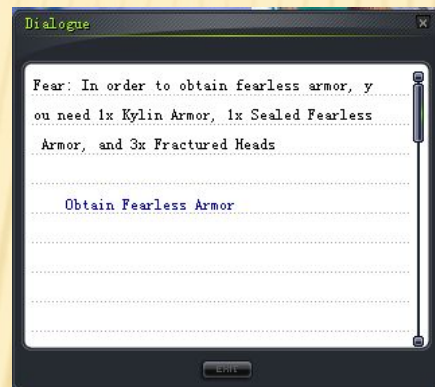 Dialogue
Fear: In order to obtain fearless armor, y
ou need 1x Kylin Armor, 1x Sealed Fearless
Armor, and 3x Fractured Heads
Obtain Fearless Armor
EXIT